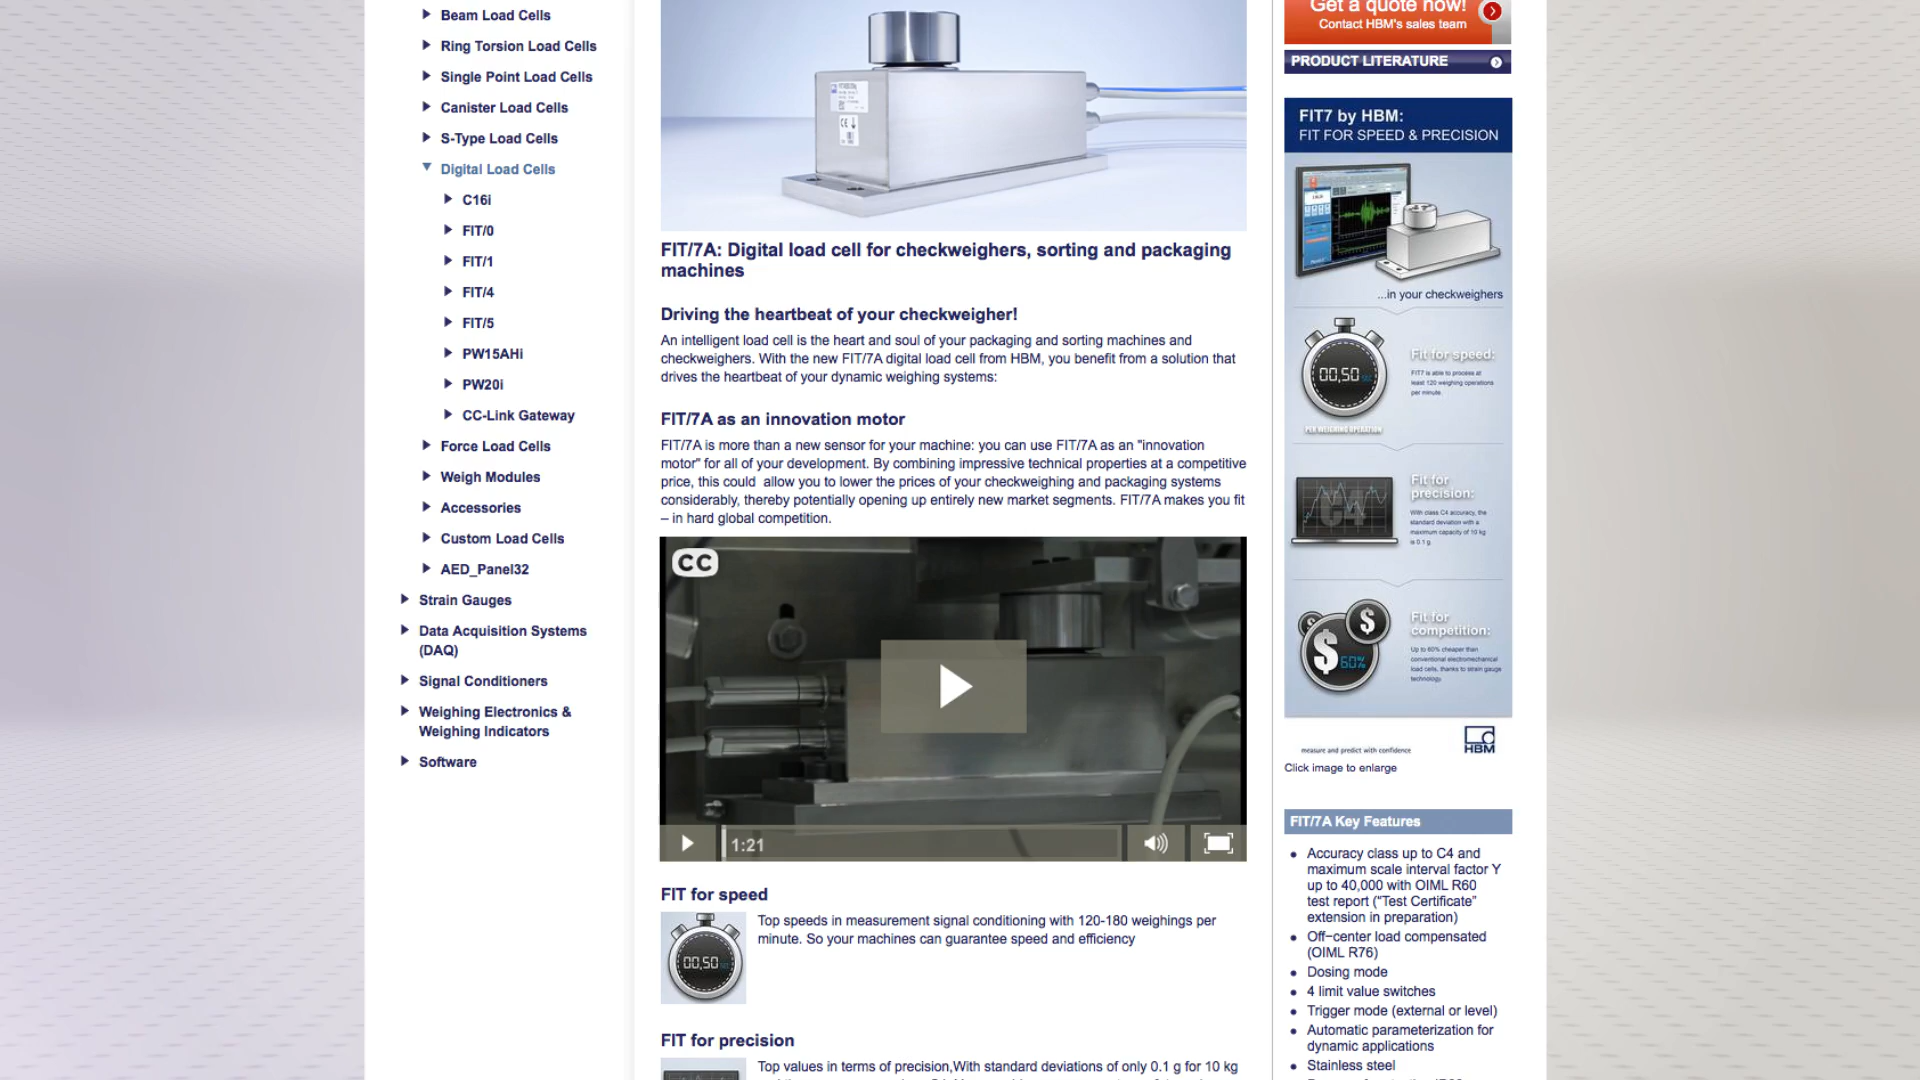 Beam Load Cells
Ring Torsion Load Cells
Single Point Load Cells
Canister Load Cells
S-Type Load Cells
Digital Load Cells
C16i
FIT/0
FIT/1
FIT/4
FIT/5
PW15AHi
PW20i
CC-Link Gateway
Force Load Cells
Weigh Modules
Accessories
Custom Load Cells
AED_Panel32
Strain Gauges
Data Acquisition Systems
(DAQ)
Signal Conditioners
Weighing Electronics &
Weighing Indicators
Software
FIT/7A: Digital load cell for checkweighers, sorting and packaging
machines
Driving the heartbeat of your checkweigher!
An intelligent load cell is the heart and soul of your packaging and sorting machines and
checkweighers. With the new FIT/7A digital load cell from HBM, you benefit from a solution that
drives the heartbeat of your dynamic weighing systems:
FIT/7A as an innovation motor
FIT/7A is more than a new sensor for your machine: you can use FIT/7A as an "innovation
motor" for all of your development. By combining impressive technical properties at a competitive
price, this could allow you to lower the prices of your checkweighing and packaging systems
considerably, thereby potentially opening up entirely new market segments. FIT/7A makes you fit
– in hard global competition.
CC
1:21
FIT for speed
00,50
Top speeds in measurement signal conditioning with 120-180 weighings per
minute. So your machines can guarantee speed and efficiency
FIT for precision
Top values in terms of precision,With standard deviations of only 0.1 g for 10 kg
Get a quote now!
Contact HBM's sales team
PRODUCT LITERATURE
FIT7 by HBM:
FIT FOR SPEED & PRECISION
...in your checkweighers
00,50
PER WEIGHING OPERATION
Fit for speed:
FIT7 is able to process at
least 120 weighing operations
per minute.
C4
Fit for
precision:
With class C4 accuracy, the
standard deviation with a
maximum capacity of 10 kg
is 0.1 g.
$ $ 60%
Fit for
competition:
Up to 60% cheaper than
conventional electromechanical
load cells, thanks to strain gauge
technology.
measure and predict with confidence
HBM
Click image to enlarge
FIT/7A Key Features
Accuracy class up to C4 and
maximum scale interval factor Y
up to 40,000 with OIML R60
test report ("Test Certificate"
extension in preparation)
Off–center load compensated
(OIML R76)
Dosing mode
4 limit value switches
Trigger mode (external or level)
Automatic parameterization for
dynamic applications
Stainless steel